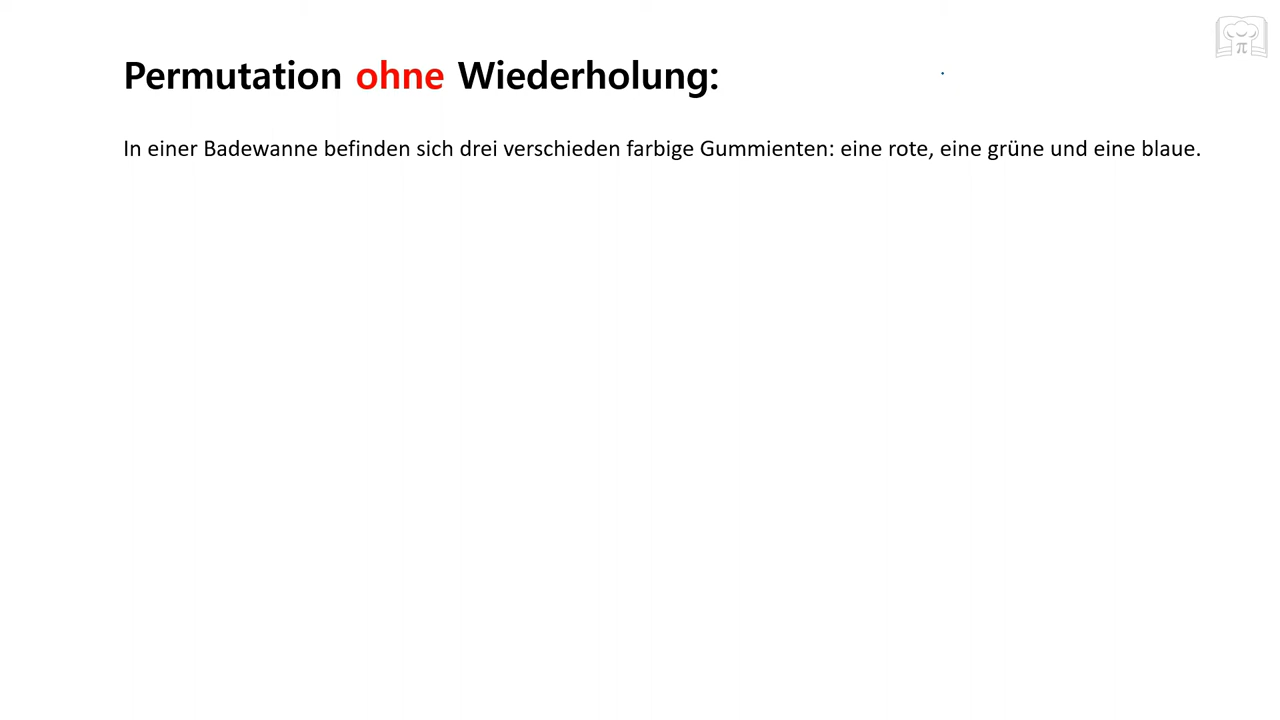 Permutation ohne Wiederholung:
In einer Badewanne befinden sich drei verschieden farbige Gummienten: eine rote, eine grüne und eine blaue.
π